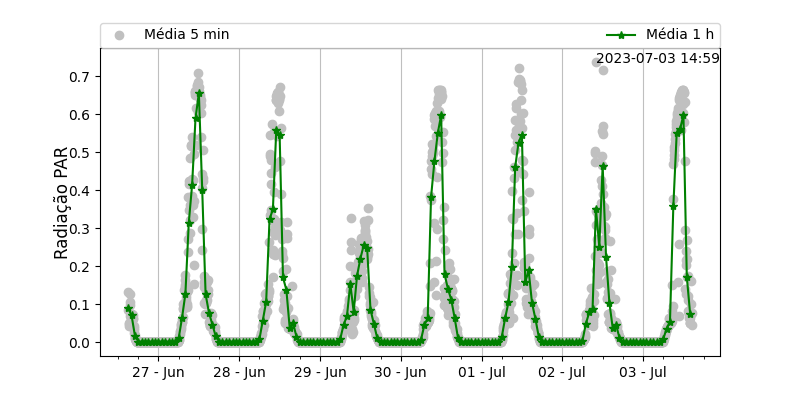 Média 5 min
Média 1 h
2023-07-03 14:59
Radiação PAR
0.7
0.6
0.5
0.4
0.3
0.2
0.1
0.0
27 - Jun
28 - Jun
29 - Jun
30 - Jun
01 - Jul
02 - Jul
03 - Jul